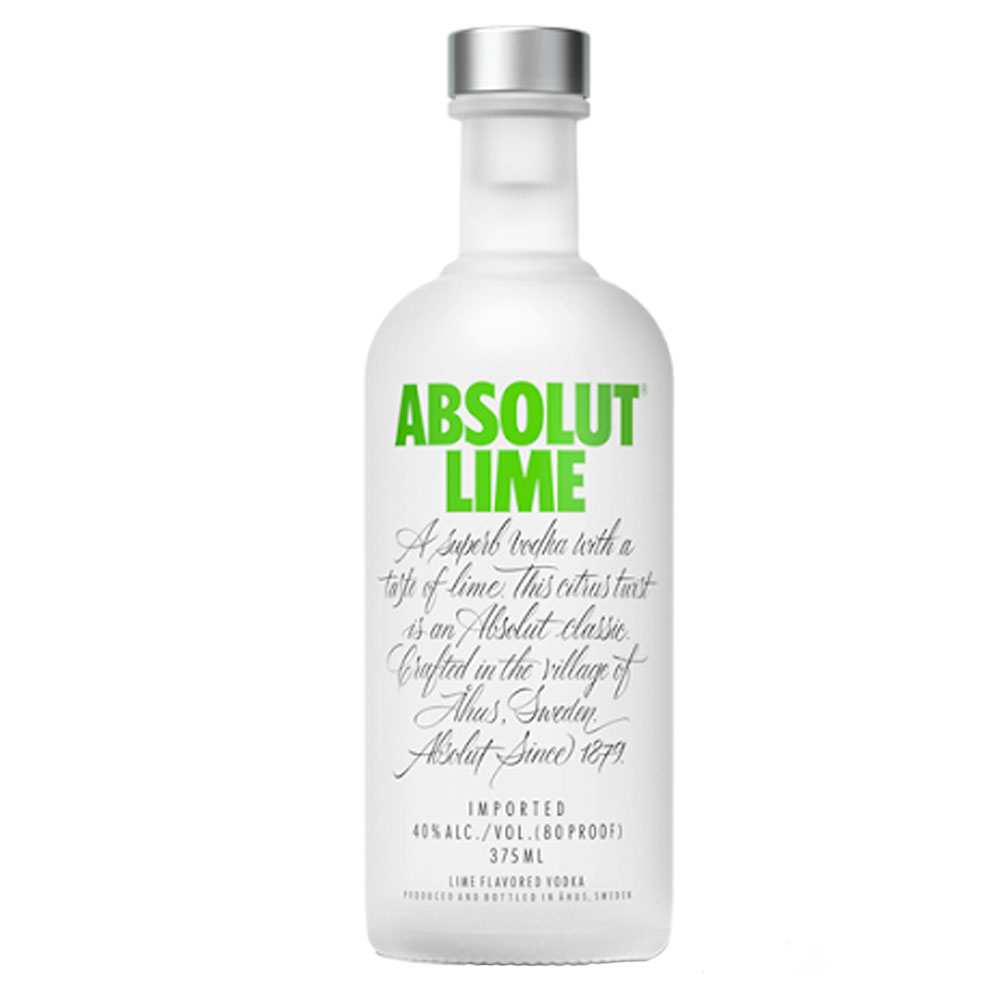 ABSOLUT®
LIME
A superb vodka with a
taste of lime. This citrus twist
is an Absolut classic.
Crafted in the village of
Åhus, Sweden.
Absolut Since 1879.
IMPORTED
40% ALC./VOL. (80 PROOF)
375ML
LIME FLAVORED VODKA
PRODUCED AND BOTTLED IN ÅHUS, SWEDEN